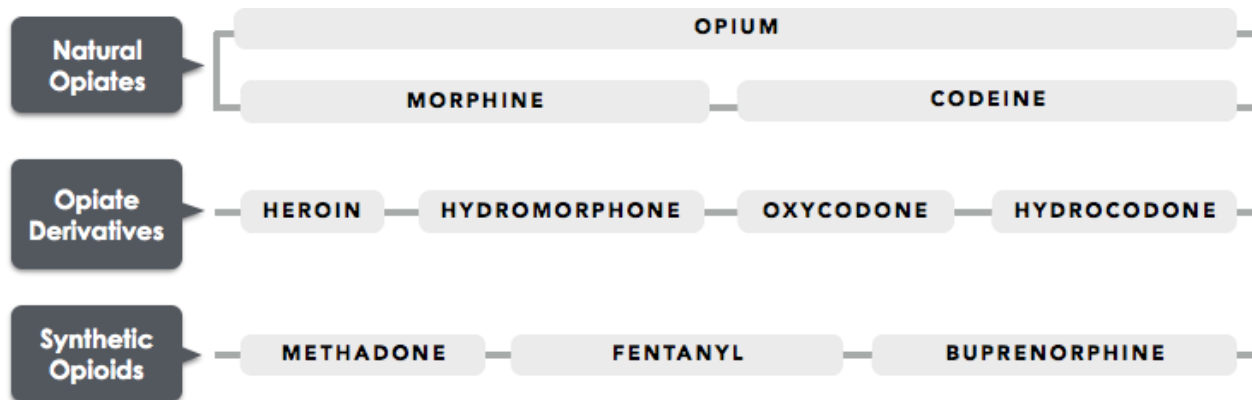 Natural
Opiates
OPIUM
MORPHINE CODEINE
Opiate
Derivatives
HEROIN HYDROMORPHONE OXYCODONE HYDROCODONE
Synthetic
Opioids
METHADONE FENTANYL BUPRENORPHINE